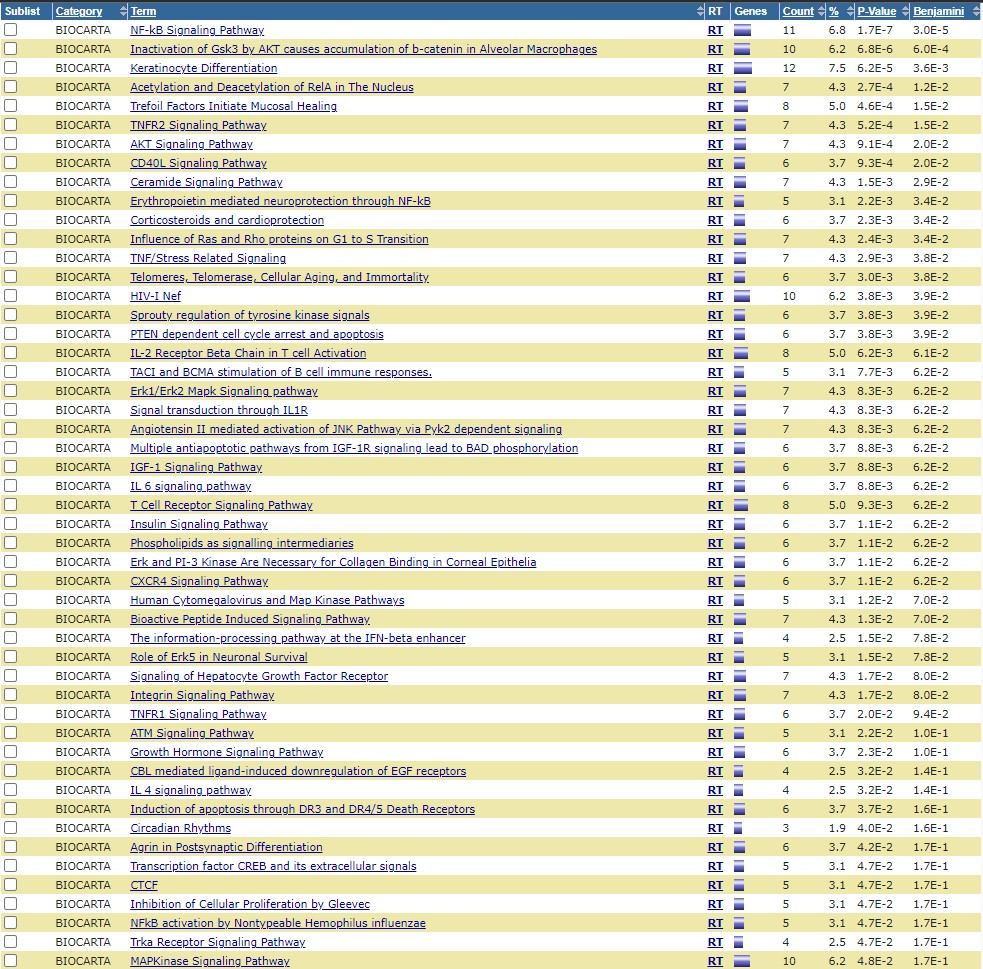 Sublist Category Term RT Genes Count % P-Value Benjamini
BIOCARTA NF-kB Signaling Pathway RT 11 6.8 1.7E-7 3.0E-5
BIOCARTA Inactivation of Gsk3 by AKT causes accumulation of b-catenin in Alveolar Macrophages RT 10 6.2 6.8E-6 6.0E-4
BIOCARTA Keratinocyte Differentiation RT 12 7.5 6.2E-5 3.6E-3
BIOCARTA Acetylation and Deacetylation of RelA in The Nucleus RT 7 4.3 2.7E-4 1.2E-2
BIOCARTA Trefoil Factors Initiate Mucosal Healing RT 8 5.0 4.6E-4 1.5E-2
BIOCARTA TNFR2 Signaling Pathway RT 7 4.3 5.2E-4 1.5E-2
BIOCARTA AKT Signaling Pathway RT 7 4.3 9.1E-4 2.0E-2
BIOCARTA CD40L Signaling Pathway RT 6 3.7 9.3E-4 2.0E-2
BIOCARTA Ceramide Signaling Pathway RT 7 4.3 1.5E-3 2.9E-2
BIOCARTA Erythropoietin mediated neuroprotection through NF-kB RT 5 3.1 2.2E-3 3.4E-2
BIOCARTA Corticosteroids and cardioprotection RT 6 3.7 2.3E-3 3.4E-2
BIOCARTA Influence of Ras and Rho proteins on G1 to S Transition RT 7 4.3 2.4E-3 3.4E-2
BIOCARTA TNF/Stress Related Signaling RT 7 4.3 2.9E-3 3.8E-2
BIOCARTA Telomeres, Telomerase, Cellular Aging, and Immortality RT 6 3.7 3.0E-3 3.8E-2
BIOCARTA HIV-I Nef RT 10 6.2 3.8E-3 3.9E-2
BIOCARTA Sprouty regulation of tyrosine kinase signals RT 6 3.7 3.8E-3 3.9E-2
BIOCARTA PTEN dependent cell cycle arrest and apoptosis RT 6 3.7 3.8E-3 3.9E-2
BIOCARTA IL-2 Receptor Beta Chain in T cell Activation RT 8 5.0 6.2E-3 6.1E-2
BIOCARTA TACI and BCMA stimulation of B cell immune responses. RT 5 3.1 7.7E-3 6.2E-2
BIOCARTA Erk1/Erk2 Mapk Signaling pathway RT 7 4.3 8.3E-3 6.2E-2
BIOCARTA Signal transduction through IL1R RT 7 4.3 8.3E-3 6.2E-2
BIOCARTA Angiotensin II mediated activation of JNK Pathway via Pyk2 dependent signaling RT 7 4.3 8.3E-3 6.2E-2
BIOCARTA Multiple antiapoptotic pathways from IGF-1R signaling lead to BAD phosphorylation RT 6 3.7 8.8E-3 6.2E-2
BIOCARTA IGF-1 Signaling Pathway RT 6 3.7 8.8E-3 6.2E-2
BIOCARTA IL 6 signaling pathway RT 6 3.7 8.8E-3 6.2E-2
BIOCARTA T Cell Receptor Signaling Pathway RT 8 5.0 9.3E-3 6.2E-2
BIOCARTA Insulin Signaling Pathway RT 6 3.7 1.1E-2 6.2E-2
BIOCARTA Phospholipids as signalling intermediaries RT 6 3.7 1.1E-2 6.2E-2
BIOCARTA Erk and PI-3 Kinase Are Necessary for Collagen Binding in Corneal Epithelia RT 6 3.7 1.1E-2 6.2E-2
BIOCARTA CXCR4 Signaling Pathway RT 6 3.7 1.1E-2 6.2E-2
BIOCARTA Human Cytomegalovirus and Map Kinase Pathways RT 5 3.1 1.2E-2 7.0E-2
BIOCARTA Bioactive Peptide Induced Signaling Pathway RT 7 4.3 1.3E-2 7.0E-2
BIOCARTA The information-processing pathway at the IFN-beta enhancer RT 4 2.5 1.5E-2 7.8E-2
BIOCARTA Role of Erk5 in Neuronal Survival RT 5 3.1 1.5E-2 7.8E-2
BIOCARTA Signaling of Hepatocyte Growth Factor Receptor RT 7 4.3 1.7E-2 8.0E-2
BIOCARTA Integrin Signaling Pathway RT 7 4.3 1.7E-2 8.0E-2
BIOCARTA TNFR1 Signaling Pathway RT 6 3.7 2.0E-2 9.4E-2
BIOCARTA ATM Signaling Pathway RT 5 3.1 2.2E-2 1.0E-1
BIOCARTA Growth Hormone Signaling Pathway RT 6 3.7 2.3E-2 1.0E-1
BIOCARTA CBL mediated ligand-induced downregulation of EGF receptors RT 4 2.5 3.2E-2 1.4E-1
BIOCARTA IL 4 signaling pathway RT 4 2.5 3.2E-2 1.4E-1
BIOCARTA Induction of apoptosis through DR3 and DR4/5 Death Receptors RT 6 3.7 3.7E-2 1.6E-1
BIOCARTA Circadian Rhythms RT 3 1.9 4.0E-2 1.6E-1
BIOCARTA Agrin in Postsynaptic Differentiation RT 6 3.7 4.2E-2 1.7E-1
BIOCARTA Transcription factor CREB and its extracellular signals RT 5 3.1 4.7E-2 1.7E-1
BIOCARTA CTCF RT 5 3.1 4.7E-2 1.7E-1
BIOCARTA Inhibition of Cellular Proliferation by Gleevec RT 5 3.1 4.7E-2 1.7E-1
BIOCARTA NFkB activation by Nontypeable Hemophilus influenzae RT 5 3.1 4.7E-2 1.7E-1
BIOCARTA Trka Receptor Signaling Pathway RT 4 2.5 4.7E-2 1.7E-1
BIOCARTA MAPKinase Signaling Pathway RT 10 6.2 4.8E-2 1.7E-1